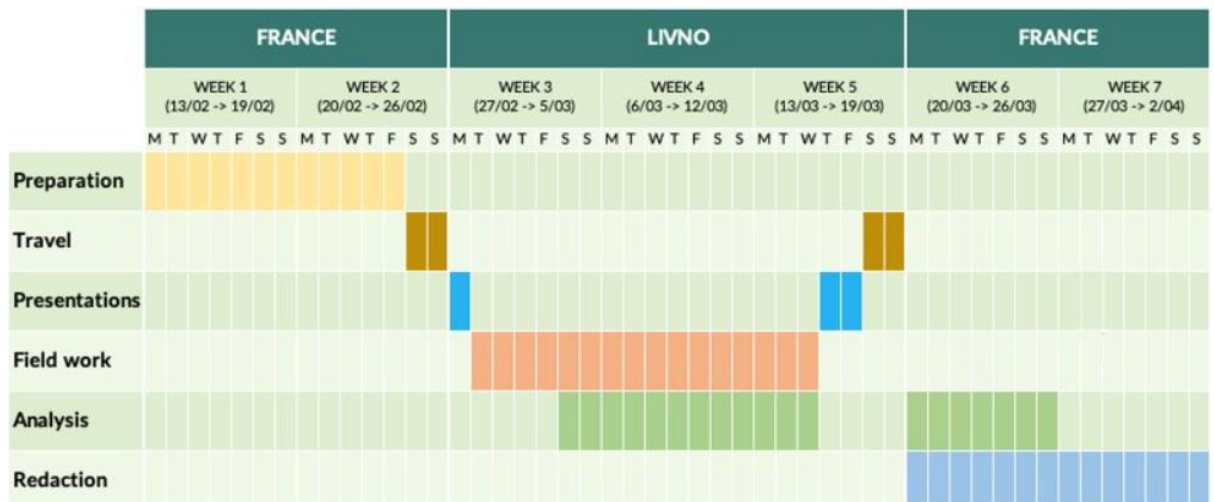 FRANCE LIVNO FRANCE
WEEK 1 WEEK 2 WEEK 3 WEEK 4 WEEK 5 WEEK 6 WEEK 7
(13/02 -> 19/02) (20/02 -> 26/02) (27/02 -> 5/03) (6/03 -> 12/03) (13/03 -> 19/03) (20/03 -> 26/03) (27/03 -> 2/04)
M T W T F S S M T W T F S S M T W T F S S M T W T F S S M T W T F S S M T W T F S S M T W T F S S
Preparation
Travel
Presentations
Field work
Analysis
Redaction